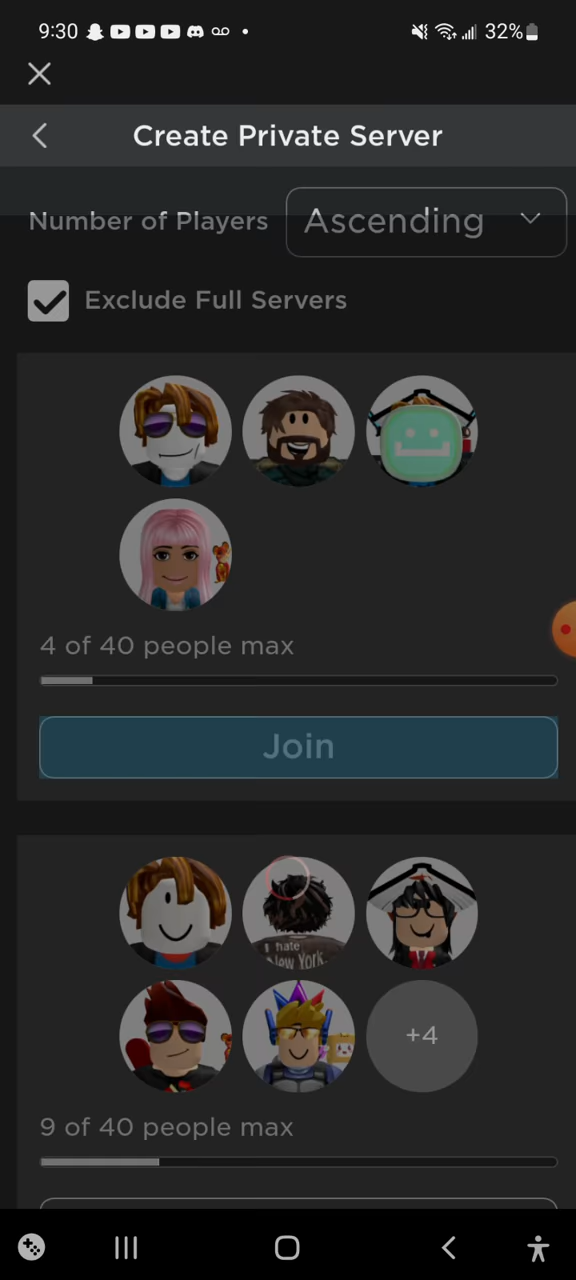 9:30
32%
Create Private Server
Number of Players
Ascending
Exclude Full Servers
4 of 40 people max
Join
I hate
New York.
+4
9 of 40 people max